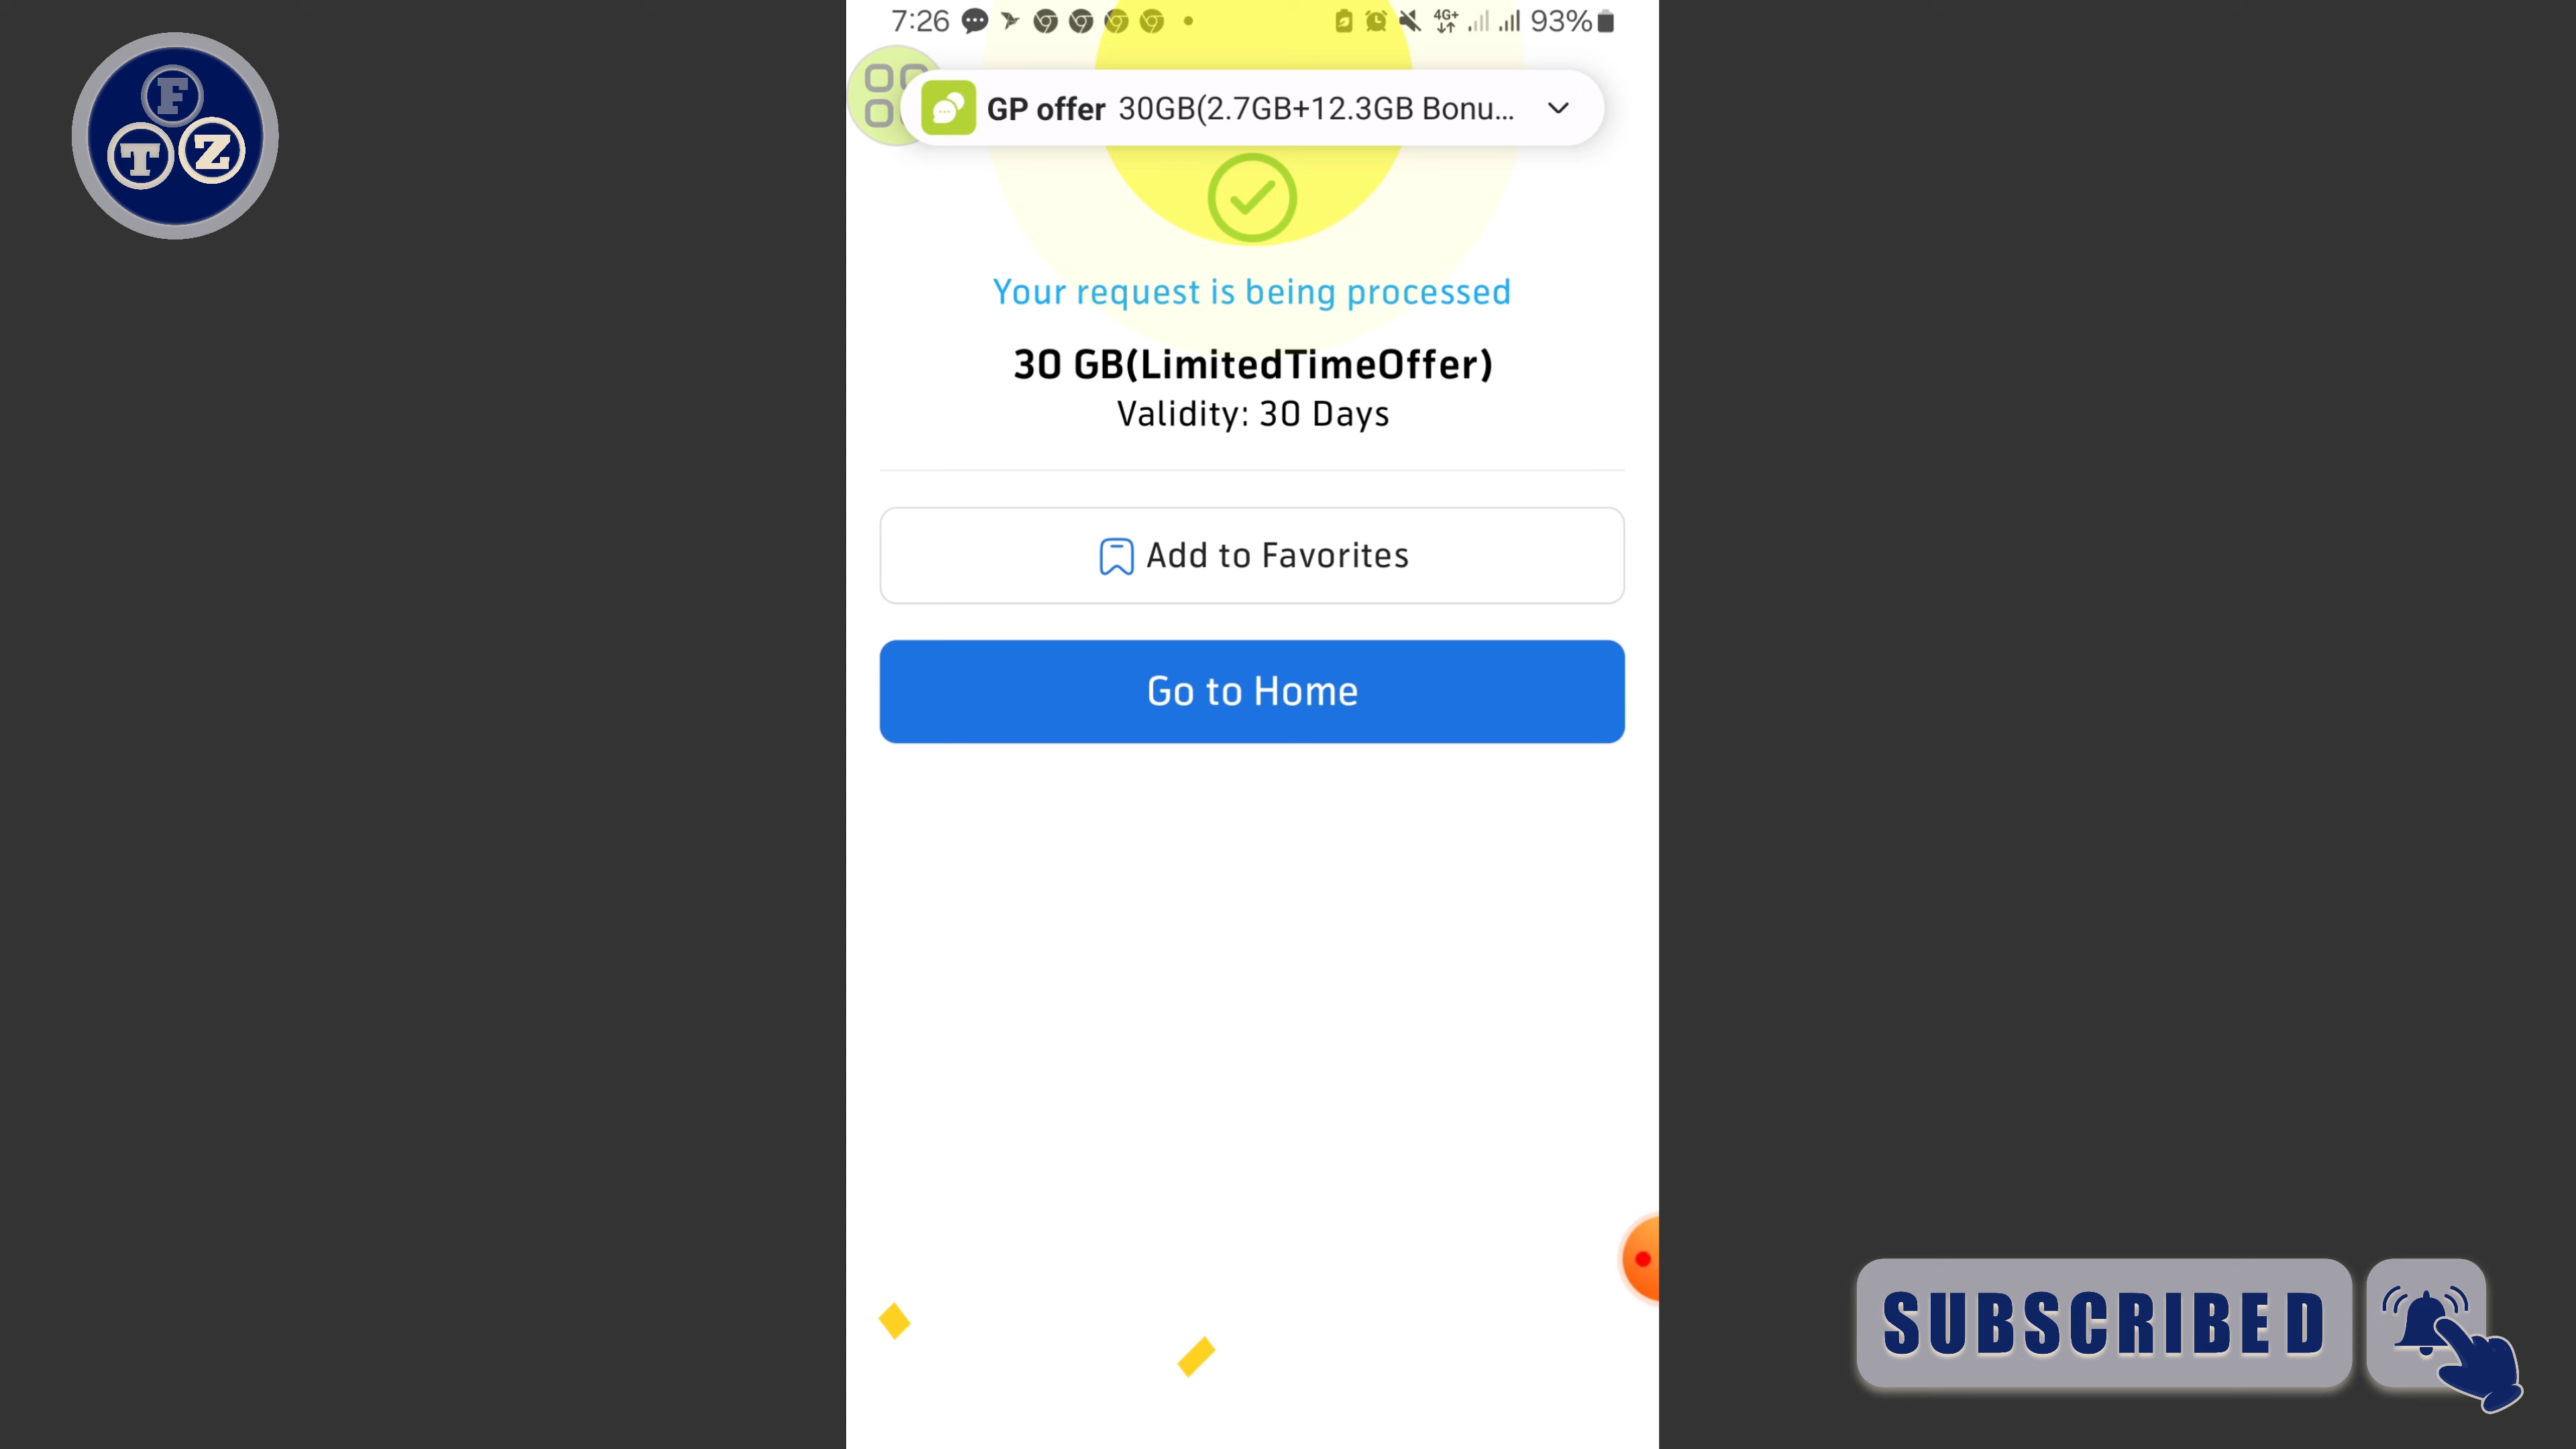 F
T Z
7:26
4G+
93%
GP offer 30GB(2.7GB+12.3GB Bonu...
Your request is being processed
30 GB(LimitedTimeOffer)
Validity: 30 Days
Add to Favorites
Go to Home
SUBSCRIBED